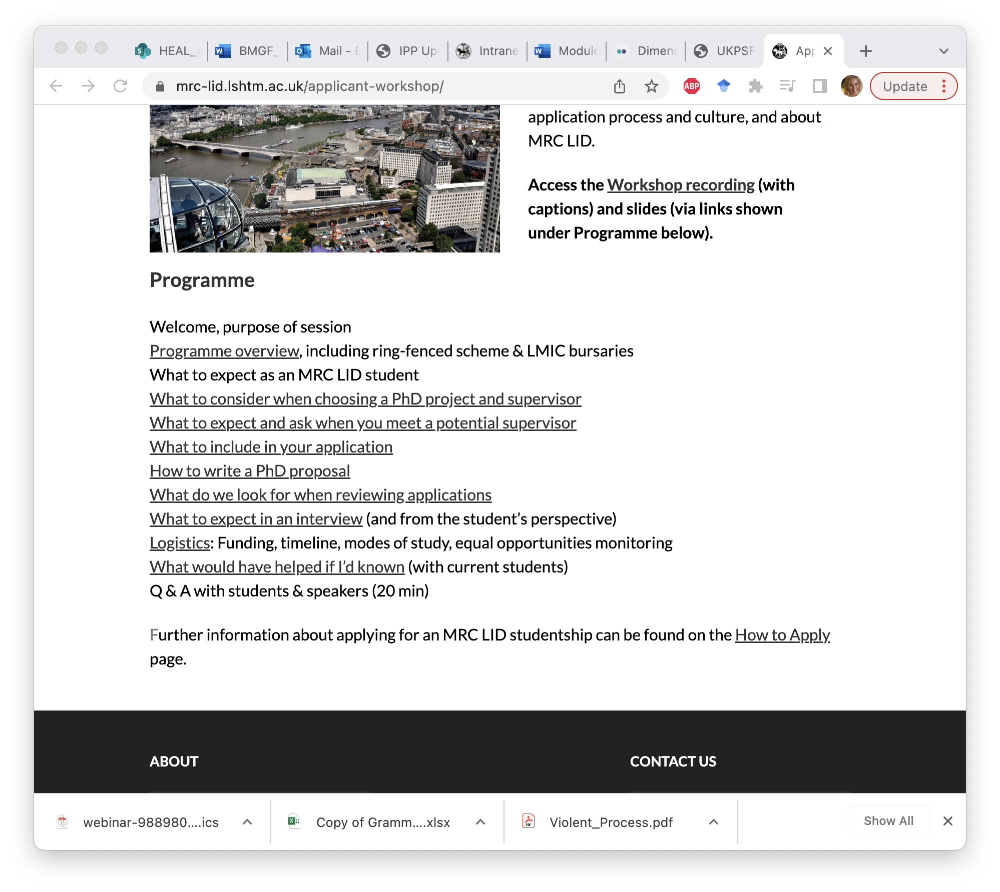 HEAL_
BMGF_
Mail -
IPP Upl
Intrane
Module
Dimens
UKPSF
App
mrc-lid.lshtm.ac.uk/applicant-workshop/
ABP
Update
application process and culture, and about
MRC LID.
Access the Workshop recording (with
captions) and slides (via links shown
under Programme below).
Programme
Welcome, purpose of session
Programme overview, including ring-fenced scheme & LMIC bursaries
What to expect as an MRC LID student
What to consider when choosing a PhD project and supervisor
What to expect and ask when you meet a potential supervisor
What to include in your application
How to write a PhD proposal
What do we look for when reviewing applications
What to expect in an interview (and from the student’s perspective)
Logistics: Funding, timeline, modes of study, equal opportunities monitoring
What would have helped if I’d known (with current students)
Q & A with students & speakers (20 min)
Further information about applying for an MRC LID studentship can be found on the How to Apply
page.
ABOUT
CONTACT US
17
webinar-988980....ics
Copy of Gramm....xlsx
PDF
Violent_Process.pdf
Show All